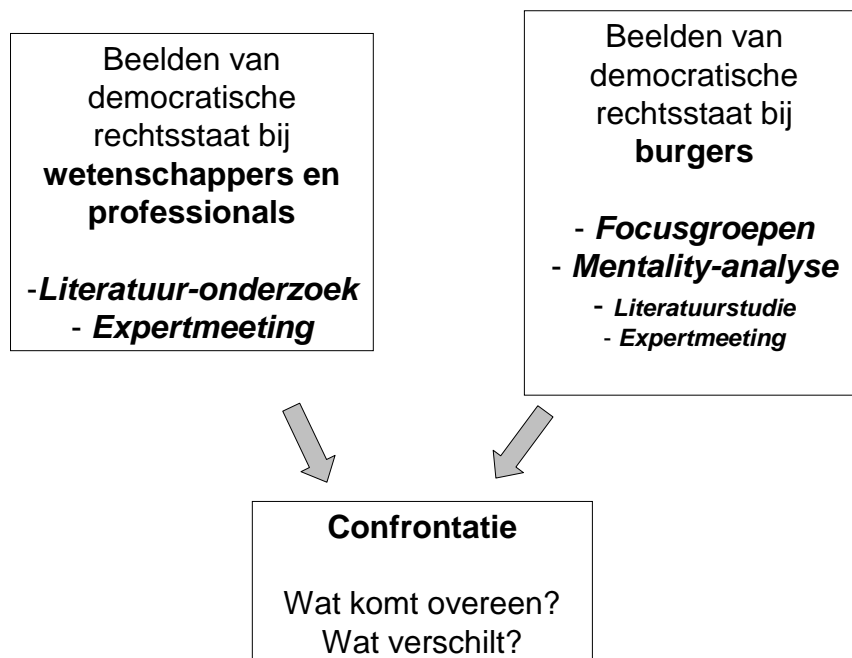 Beelden van
democratische
rechtsstaat bij
wetenschappers en
professionals
-Literatuur-onderzoek
- Expertmeeting
Beelden van
democratische
rechtsstaat bij
burgers
- Focusgroepen
- Mentality-analyse
- Literatuurstudie
- Expertmeeting
Confrontatie
Wat komt overeen?
Wat verschilt?